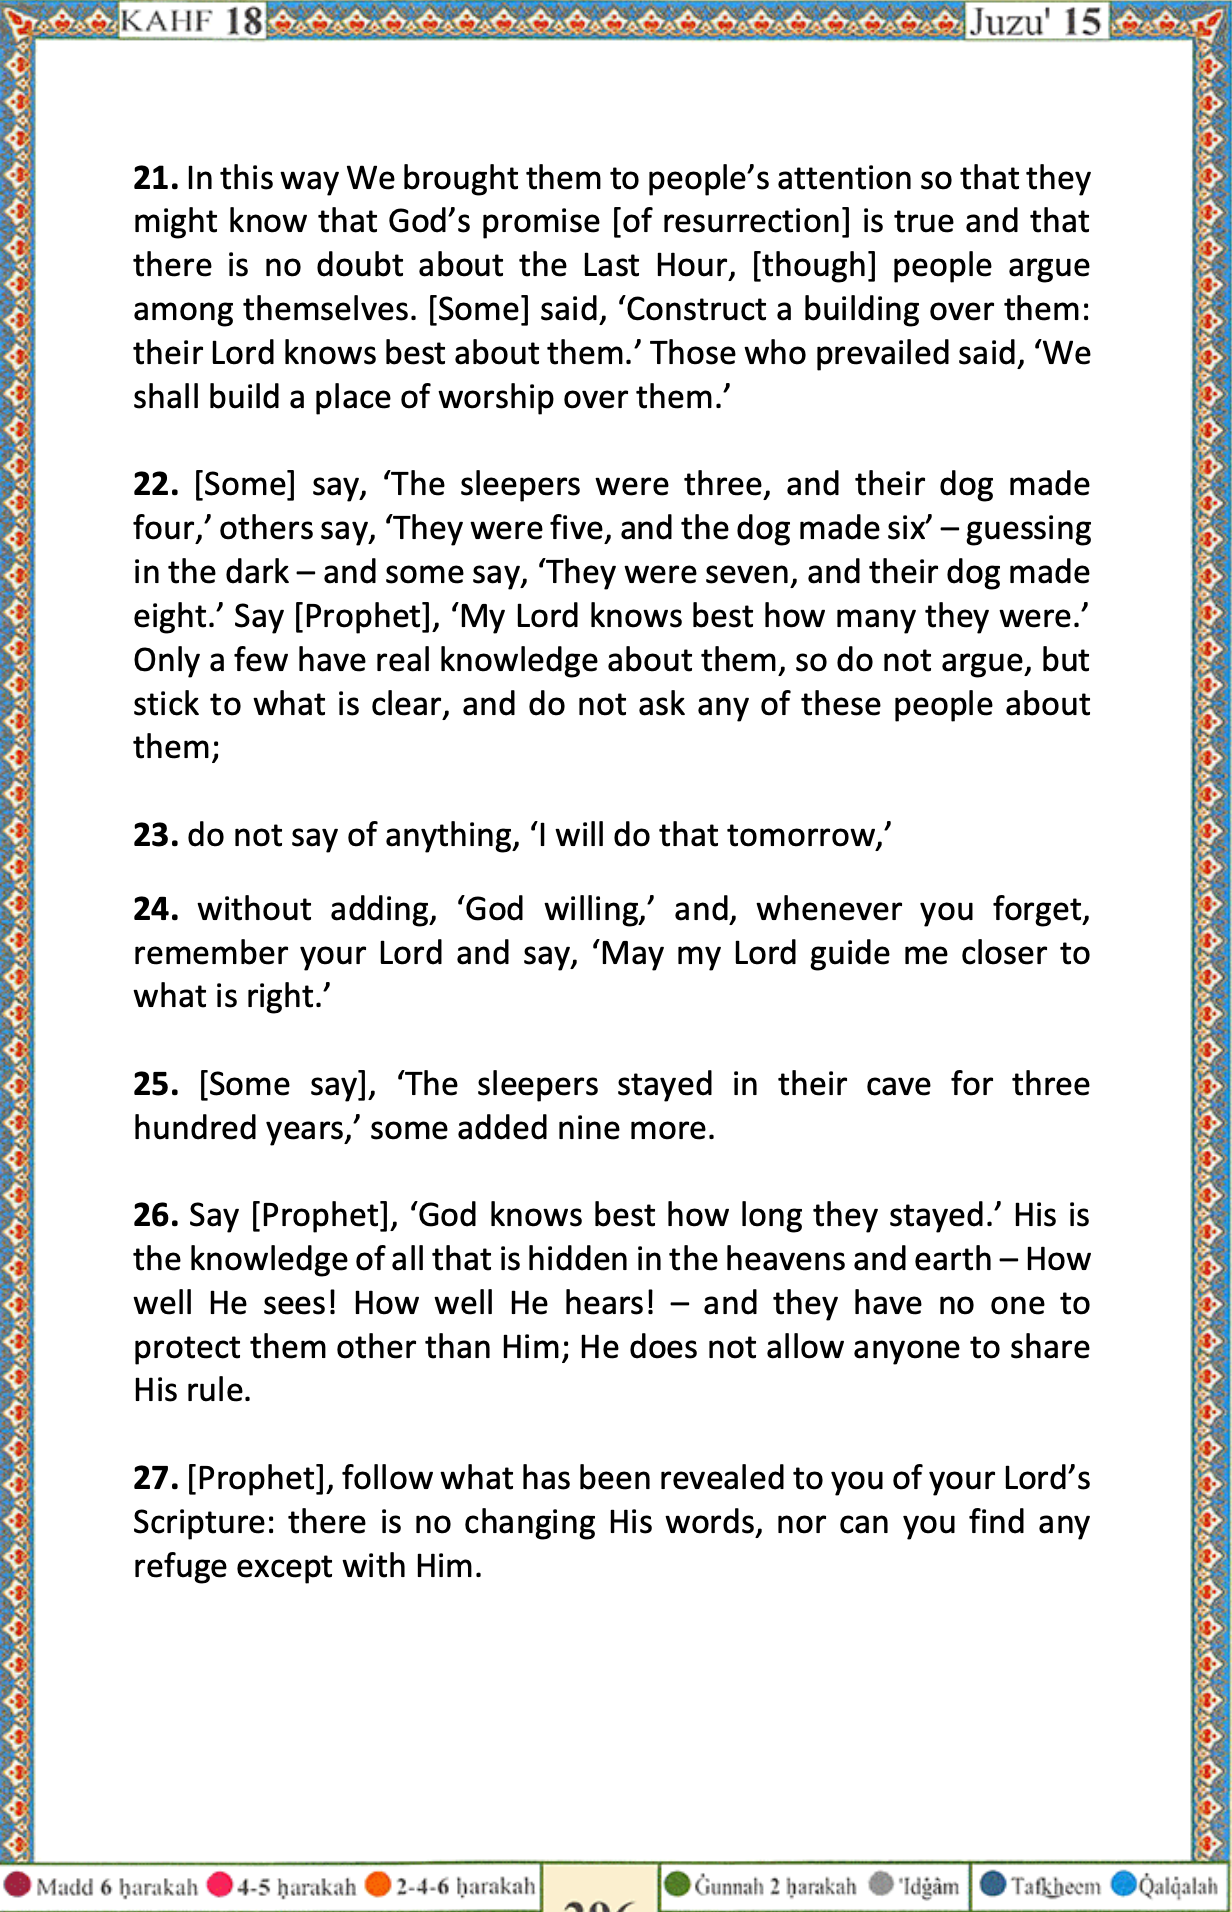 KAHF 18
Juzu' 15
21. In this way We brought them to people’s attention so that they
might know that God’s promise [of resurrection] is true and that
there is no doubt about the Last Hour, [though] people argue
among themselves. [Some] said, ‘Construct a building over them:
their Lord knows best about them.’ Those who prevailed said, ‘We
shall build a place of worship over them.’
22. [Some] say, ‘The sleepers were three, and their dog made
four,’ others say, ‘They were five, and the dog made six’ – guessing
in the dark – and some say, ‘They were seven, and their dog made
eight.’ Say [Prophet], ‘My Lord knows best how many they were.’
Only a few have real knowledge about them, so do not argue, but
stick to what is clear, and do not ask any of these people about
them;
23. do not say of anything, ‘I will do that tomorrow,’
24. without adding, ‘God willing,’ and, whenever you forget,
remember your Lord and say, ‘May my Lord guide me closer to
what is right.’
25. [Some say], ‘The sleepers stayed in their cave for three
hundred years,’ some added nine more.
26. Say [Prophet], ‘God knows best how long they stayed.’ His is
the knowledge of all that is hidden in the heavens and earth – How
well He sees! How well He hears! – and they have no one to
protect them other than Him; He does not allow anyone to share
His rule.
27. [Prophet], follow what has been revealed to you of your Lord’s
Scripture: there is no changing His words, nor can you find any
refuge except with Him.
Madd 6 ḥarakah 4-5 ḥarakah 2-4-6 ḥarakah
Ġunnah 2 ḥarakah 'Idġâm Tafkheem Q̇alq̇alah